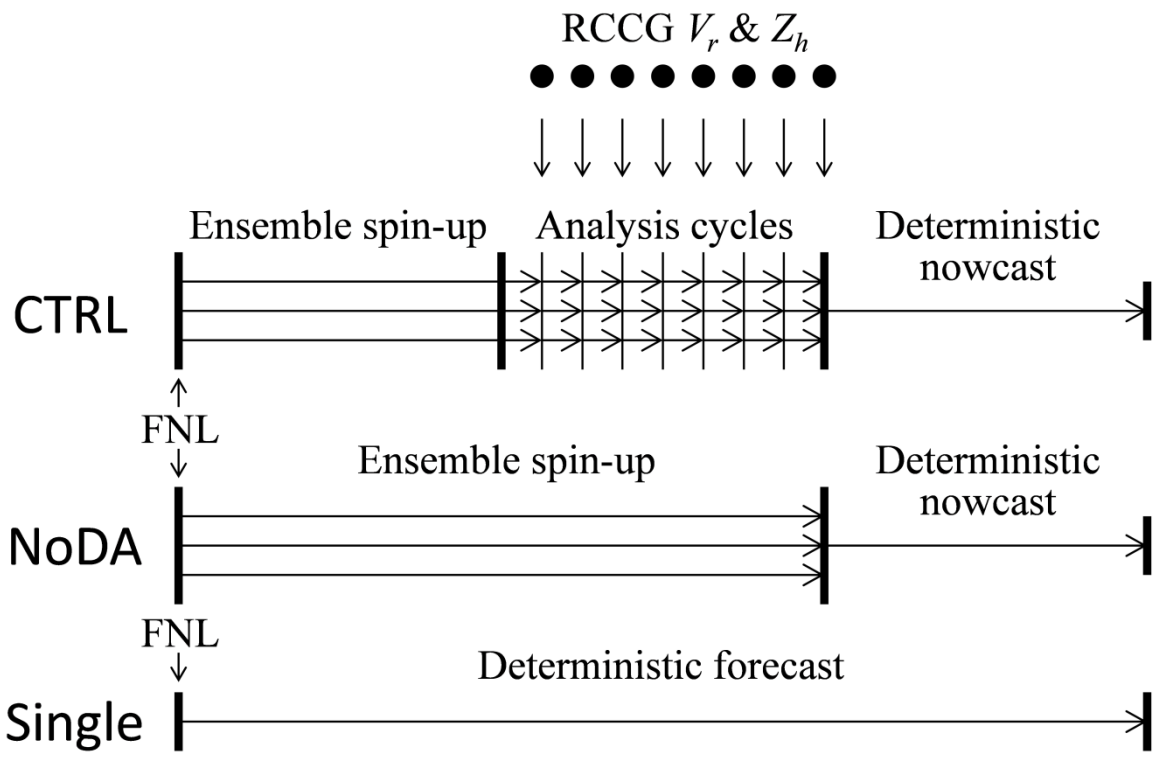 RCCG Vr & Zh
Ensemble spin-up
Analysis cycles
Deterministic
nowcast
CTRL
FNL
Ensemble spin-up
Deterministic
nowcast
NoDA
FNL
Deterministic forecast
Single